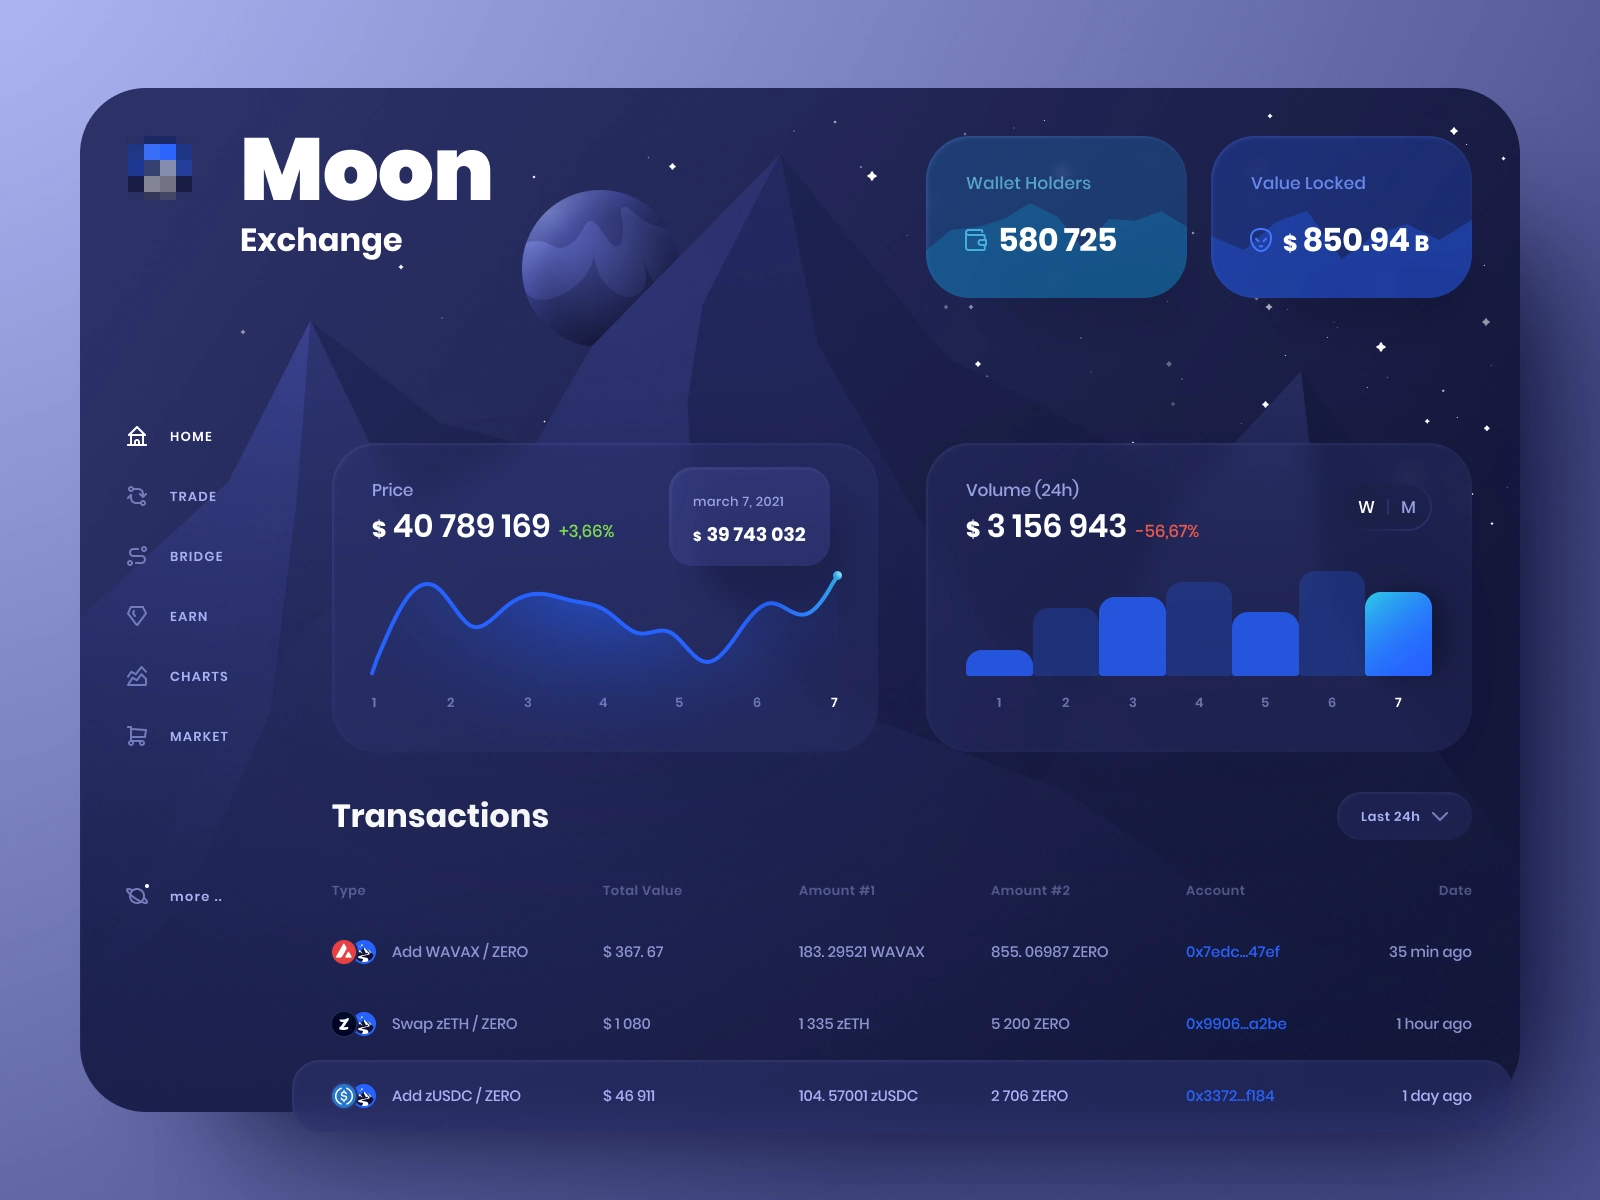 Moon
Exchange
Wallet Holders
580 725
Value Locked
$ 850.94 B
HOME
TRADE
BRIDGE
EARN
CHARTS
MARKET
more ..
Price
$ 40 789 169 +3,66%
march 7, 2021
$ 39 743 032
1 2 3 4 5 6 7
Volume (24h)
$ 3 156 943 -56,67%
W | M
1 2 3 4 5 6 7
Transactions
Last 24h
Type Total Value Amount #1 Amount #2 Account Date
Add WAVAX / ZERO $ 367. 67 183. 29521 WAVAX 855. 06987 ZERO 0x7edc...47ef 35 min ago
Swap zETH / ZERO $ 1 080 1 335 zETH 5 200 ZERO 0x9906...a2be 1 hour ago
Add zUSDC / ZERO $ 46 911 104. 57001 zUSDC 2 706 ZERO 0x3372...f184 1 day ago